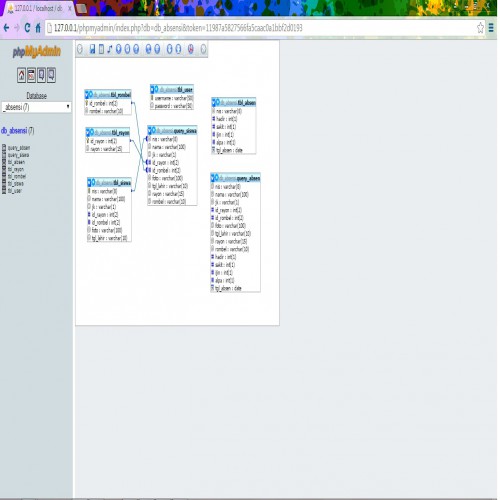 127.0.0.1 / localhost / db
127.0.0.1/phpmyadmin/index.php?db=db_absensi&token=11987a5827566fa5caac0a1bbf2d0193
phpMyAdmin
Database
_absensi (7)
db_absensi (7)
query_absen
query_siswa
tbl_absen
tbl_rayon
tbl_rombel
tbl_siswa
tbl_user
db_absensi tbl_rombel
id_rombel : int(2)
rombel : varchar(10)
db_absensi tbl_user
username : varchar(50)
password : varchar(50)
db_absensi tbl_absen
nis : varchar(8)
hadir : int(1)
sakit : int(1)
ijin : int(1)
alpa : int(1)
tgl_absen : date
db_absensi tbl_rayon
id_rayon : int(2)
rayon : varchar(15)
db_absensi query_siswa
nis : varchar(8)
nama : varchar(100)
jk : varchar(1)
id_rayon : int(2)
id_rombel : int(2)
foto : varchar(100)
tgl_lahir : varchar(10)
rayon : varchar(15)
rombel : varchar(10)
db_absensi tbl_siswa
nis : varchar(8)
nama : varchar(100)
jk : varchar(1)
id_rayon : int(2)
id_rombel : int(2)
foto : varchar(100)
tgl_lahir : varchar(10)
db_absensi query_absen
nis : varchar(8)
nama : varchar(100)
jk : varchar(1)
id_rayon : int(2)
id_rombel : int(2)
foto : varchar(100)
tgl_lahir : varchar(10)
rayon : varchar(15)
rombel : varchar(10)
hadir : int(1)
sakit : int(1)
ijin : int(1)
alpa : int(1)
tgl_absen : date